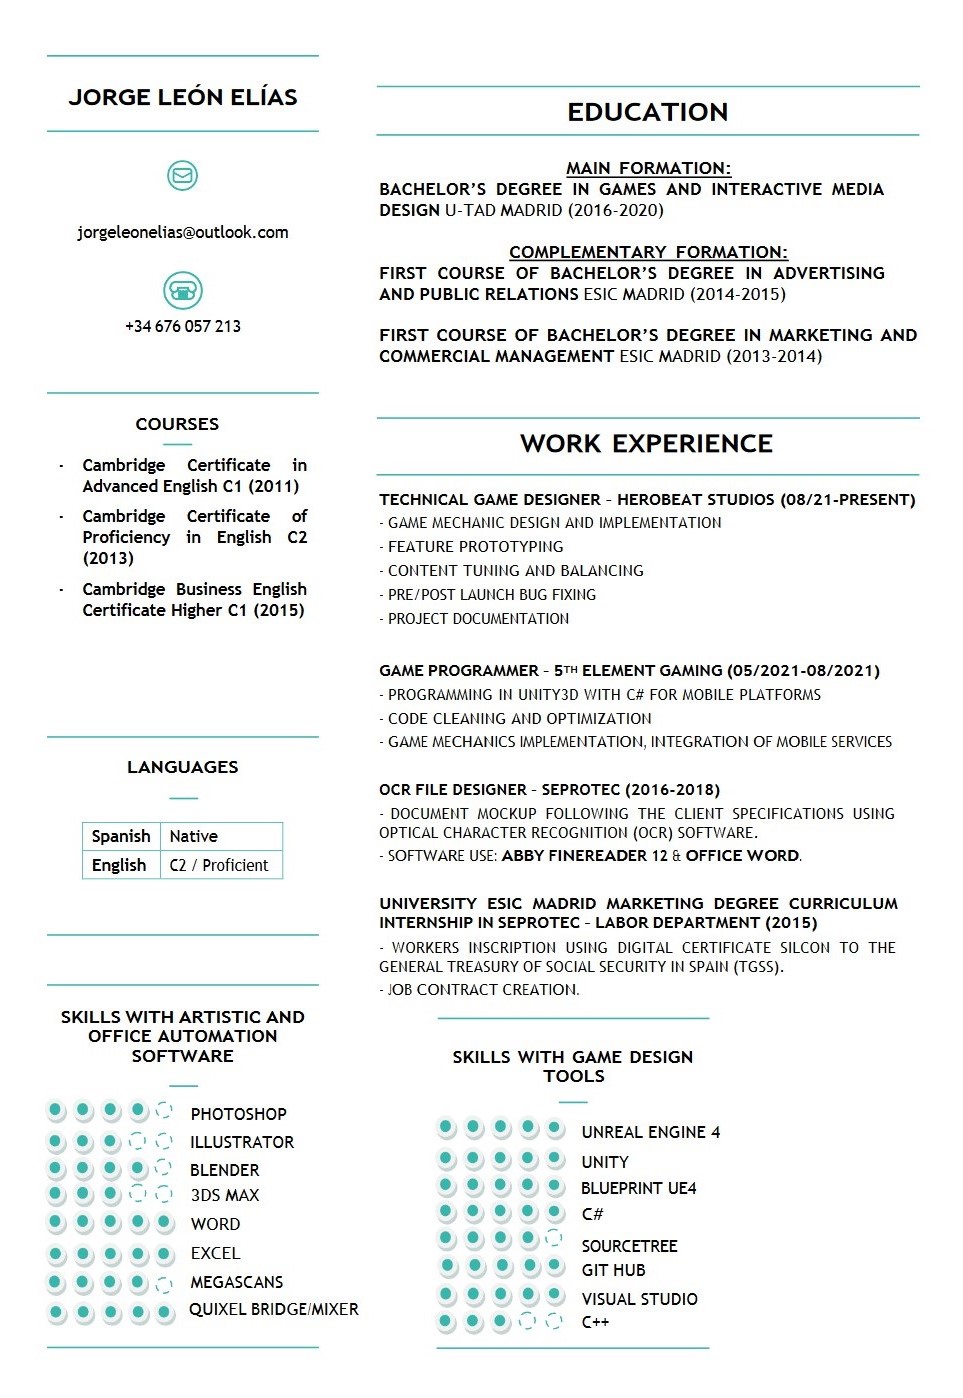 JORGE LEÓN ELÍAS
jorgeleonelias@outlook.com
+34 676 057 213
COURSES
- Cambridge Certificate in
Advanced English C1 (2011)
- Cambridge Certificate of
Proficiency in English C2
(2013)
- Cambridge Business English
Certificate Higher C1 (2015)
LANGUAGES
Spanish Native
English C2 / Proficient
SKILLS WITH ARTISTIC AND
OFFICE AUTOMATION
SOFTWARE
PHOTOSHOP
ILLUSTRATOR
BLENDER
3DS MAX
WORD
EXCEL
MEGASCANS
QUIXEL BRIDGE/MIXER
EDUCATION
MAIN FORMATION:
BACHELOR'S DEGREE IN GAMES AND INTERACTIVE MEDIA
DESIGN U-TAD MADRID (2016-2020)
COMPLEMENTARY FORMATION:
FIRST COURSE OF BACHELOR'S DEGREE IN ADVERTISING
AND PUBLIC RELATIONS ESIC MADRID (2014-2015)
FIRST COURSE OF BACHELOR'S DEGREE IN MARKETING AND
COMMERCIAL MANAGEMENT ESIC MADRID (2013-2014)
WORK EXPERIENCE
TECHNICAL GAME DESIGNER – HEROBEAT STUDIOS (08/21-PRESENT)
- GAME MECHANIC DESIGN AND IMPLEMENTATION
- FEATURE PROTOTYPING
- CONTENT TUNING AND BALANCING
- PRE/POST LAUNCH BUG FIXING
- PROJECT DOCUMENTATION
GAME PROGRAMMER – 5TH ELEMENT GAMING (05/2021-08/2021)
- PROGRAMMING IN UNITY3D WITH C# FOR MOBILE PLATFORMS
- CODE CLEANING AND OPTIMIZATION
- GAME MECHANICS IMPLEMENTATION, INTEGRATION OF MOBILE SERVICES
OCR FILE DESIGNER – SEPROTEC (2016-2018)
- DOCUMENT MOCKUP FOLLOWING THE CLIENT SPECIFICATIONS USING
OPTICAL CHARACTER RECOGNITION (OCR) SOFTWARE.
- SOFTWARE USE: ABBY FINEREADER 12 & OFFICE WORD.
UNIVERSITY ESIC MADRID MARKETING DEGREE CURRICULUM
INTERNSHIP IN SEPROTEC – LABOR DEPARTMENT (2015)
- WORKERS INSCRIPTION USING DIGITAL CERTIFICATE SILCON TO THE
GENERAL TREASURY OF SOCIAL SECURITY IN SPAIN (TGSS).
- JOB CONTRACT CREATION.
SKILLS WITH GAME DESIGN
TOOLS
UNREAL ENGINE 4
UNITY
BLUEPRINT UE4
C#
SOURCETREE
GIT HUB
VISUAL STUDIO
C++